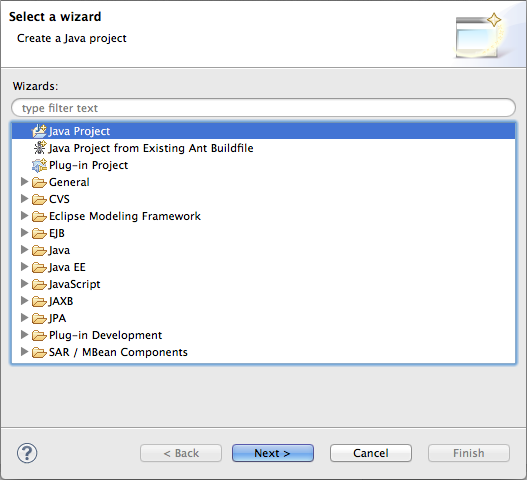 Select a wizard
Create a Java project
Wizards:
type filter text
Java Project
Java Project from Existing Ant Buildfile
Plug-in Project
General
CVS
Eclipse Modeling Framework
EJB
Java
Java EE
JavaScript
JAXB
JPA
Plug-in Development
SAR / MBean Components
?
< Back
Next >
Cancel
Finish